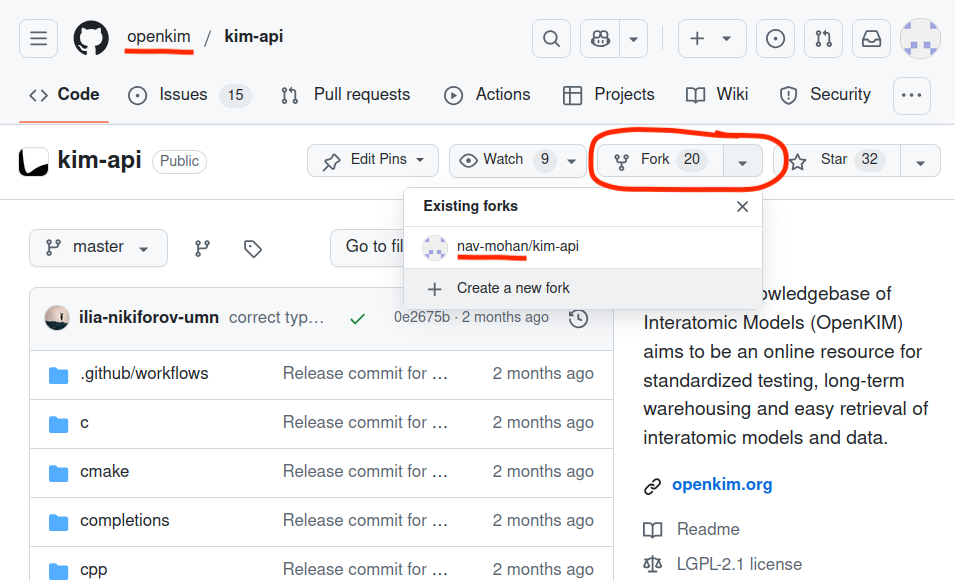 openkim / kim-api
Code Issues 15 Pull requests Actions Projects Wiki Security
kim-api Public Edit Pins Watch 9 Fork 20 Star 32
Existing forks
master Go to fil nav-mohan/kim-api
Create a new fork
ilia-nikiforov-umn correct typ… 0e2675b · 2 months ago
.github/workflows Release commit for … 2 months ago
c Release commit for … 2 months ago
cmake Release commit for … 2 months ago
completions Release commit for … 2 months ago
cpp Release commit for … 2 months ago
owledgebase of
Interatomic Models (OpenKIM)
aims to be an online resource for
standardized testing, long-term
warehousing and easy retrieval of
interatomic models and data.
openkim.org
Readme
LGPL-2.1 license